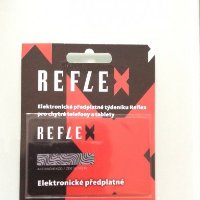 REFLEX
Elektronické předplatné týdeníku Reflex
pro chytré telefony a tablety
REFLEX
Elektronické předplatné